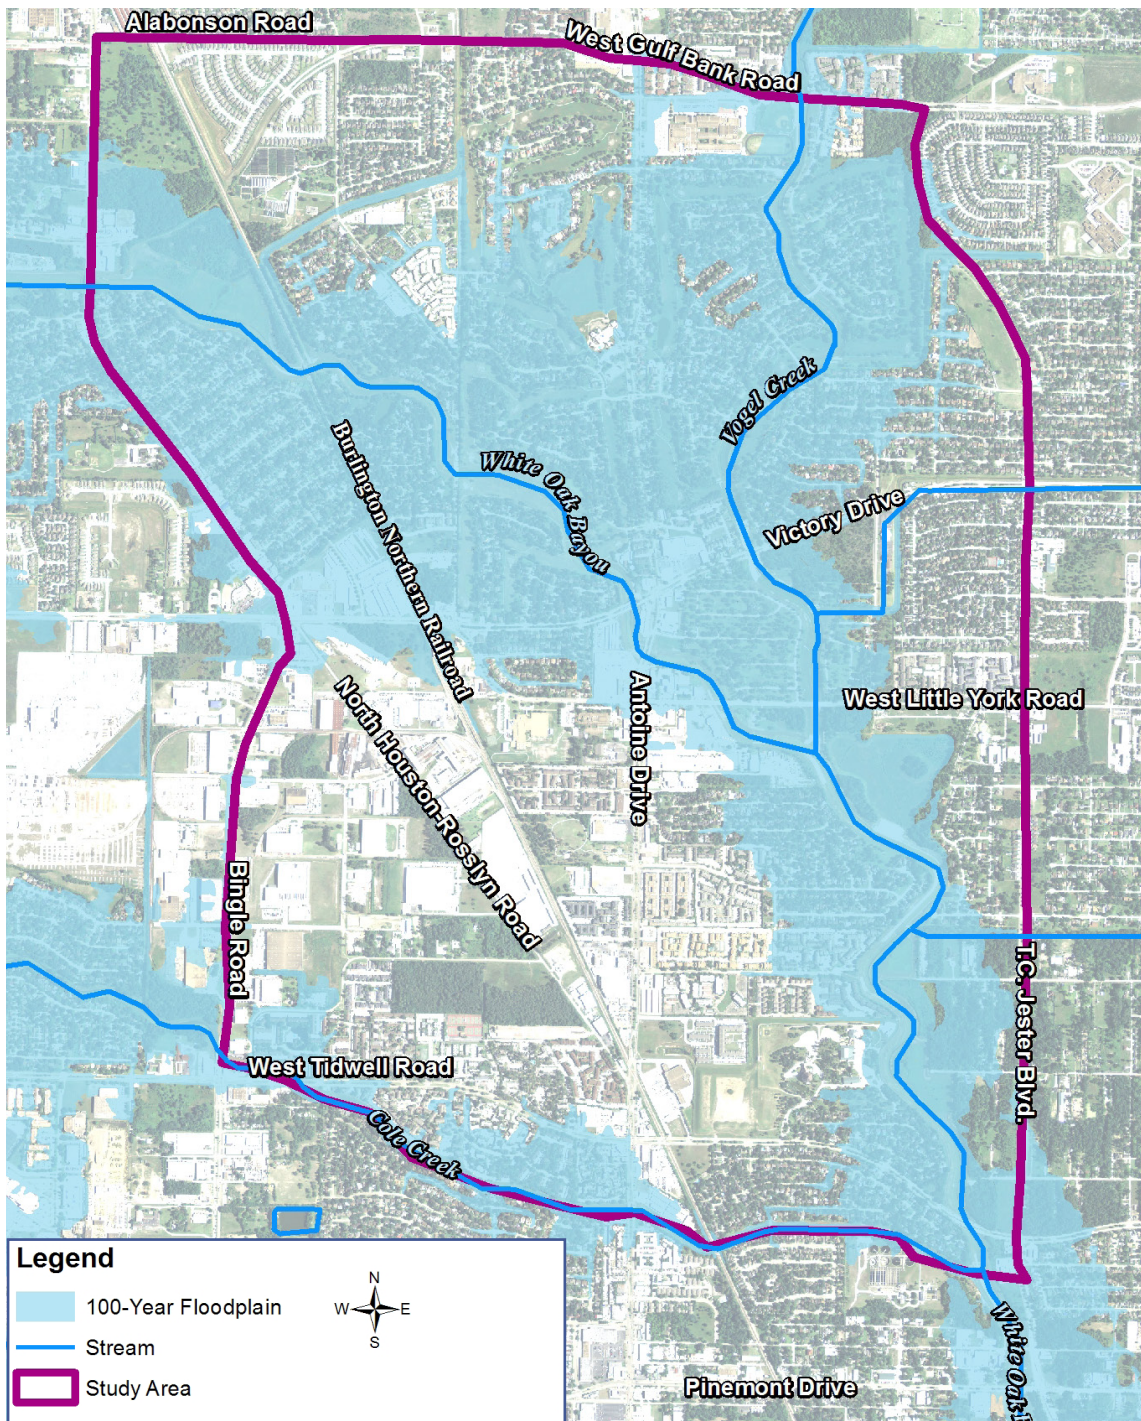 Alabonson Road
West Gulf Bank Road
Vogel Creek
White Oak Bayou
Burlington Northern Railroad
Victory Drive
North Houston-Rosslyn Road
Antoine Drive
West Little York Road
Bingle Road
T.C. Jester Blvd.
West Tidwell Road
Cole Creek
White Oak
Pinemont Drive
Legend
100-Year Floodplain
Stream
Study Area
N
W E
S